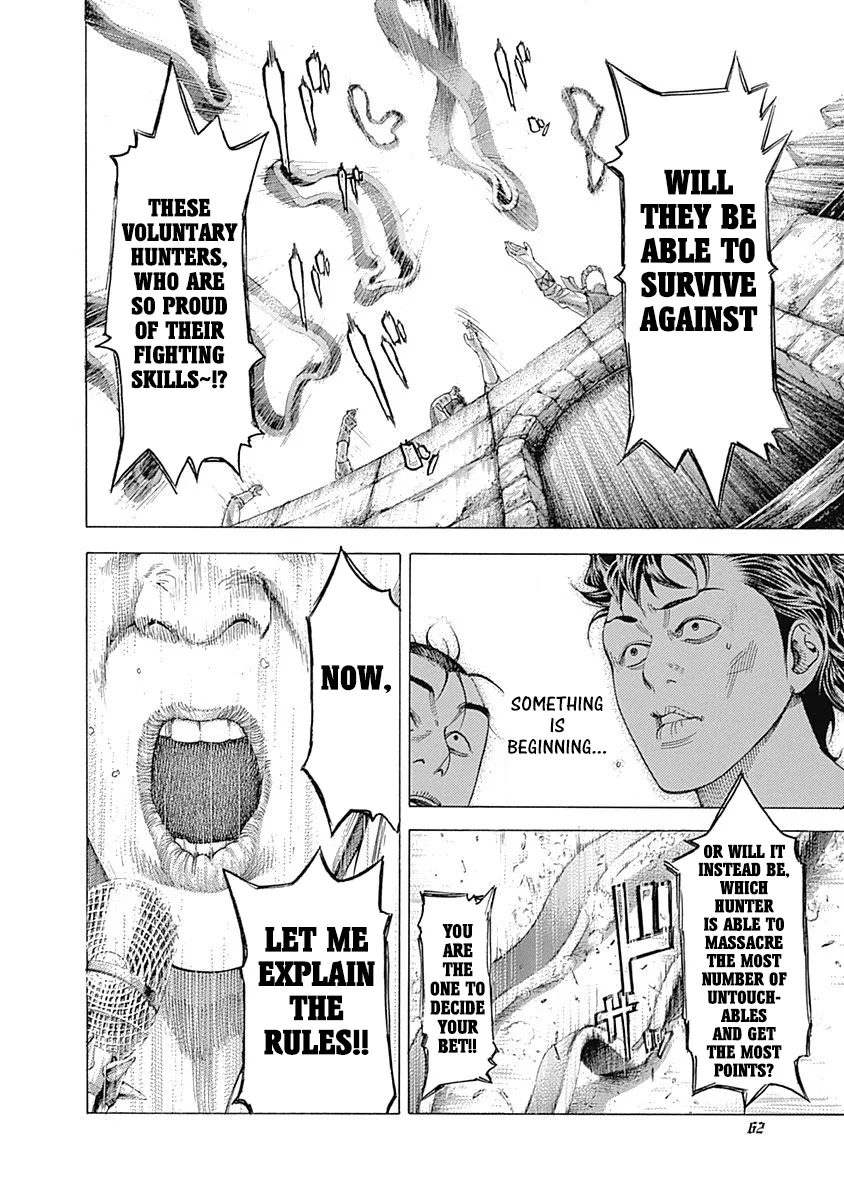 WILL
THEY BE
ABLE TO
SURVIVE
AGAINST
THESE
VOLUNTARY
HUNTERS,
WHO ARE
SO PROUD
OF THEIR
FIGHTING
SKILLS~!?
SOMETHING
IS
BEGINNING...
OR WILL IT
INSTEAD BE,
WHICH
HUNTER
IS ABLE TO
MASSACRE
THE MOST
NUMBER OF
UNTOUCH-
ABLES
AND GET
THE MOST
POINTS?
YOU
ARE
THE
ONE TO
DECIDE
YOUR
BET!!
NOW,
LET ME
EXPLAIN
THE
RULES!!
62